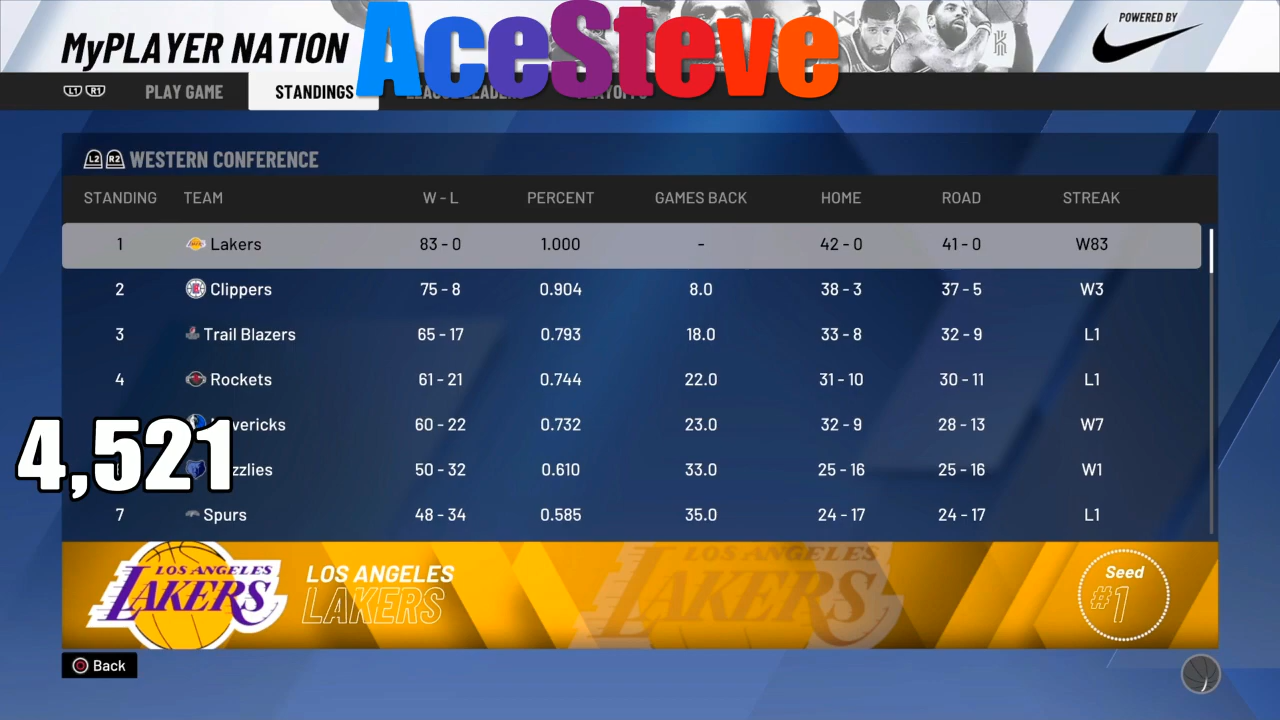 MyPLAYER NATION
AceSteve
POWERED BY
L1 R1 PLAY GAME STANDINGS LEAGUE LEADERS PLAYOFFS
L2 R2 WESTERN CONFERENCE
STANDING TEAM W - L PERCENT GAMES BACK HOME ROAD STREAK
1 Lakers 83 - 0 1.000 - 42 - 0 41 - 0 W83
2 Clippers 75 - 8 0.904 8.0 38 - 3 37 - 5 W3
3 Trail Blazers 65 - 17 0.793 18.0 33 - 8 32 - 9 L1
4 Rockets 61 - 21 0.744 22.0 31 - 10 30 - 11 L1
Mavericks 60 - 22 0.732 23.0 32 - 9 28 - 13 W7
4,521
Grizzlies 50 - 32 0.610 33.0 25 - 16 25 - 16 W1
7 Spurs 48 - 34 0.585 35.0 24 - 17 24 - 17 L1
LOS ANGELES
LAKERS
LOS ANGELES
LAKERS
LOS ANGELES
LAKERS
Seed
#1
Back